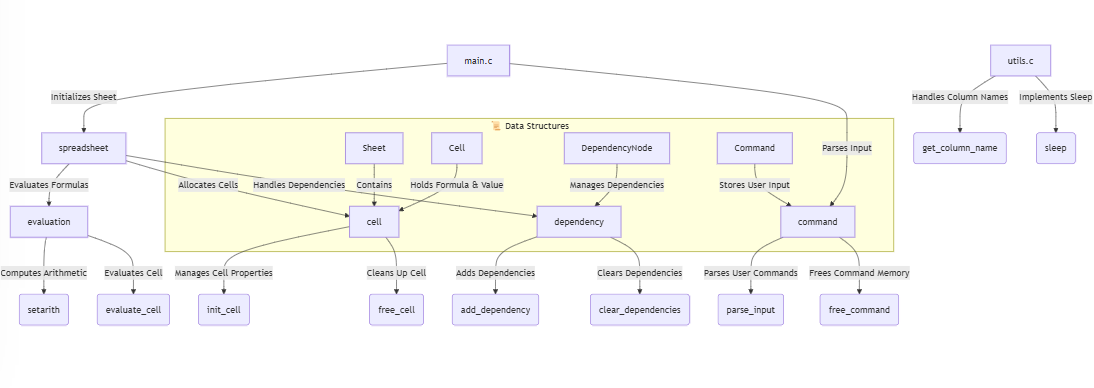 main.c
utils.c
Initializes Sheet
Handles Column Names
Implements Sleep
📜 Data Structures
spreadsheet
Sheet
Cell
DependencyNode
Command
Parses Input
get_column_name
sleep
Evaluates Formulas
Allocates Cells
Handles Dependencies
Contains
Holds Formula & Value
Manages Dependencies
Stores User Input
evaluation
cell
dependency
command
Computes Arithmetic
Evaluates Cell
Manages Cell Properties
Cleans Up Cell
Adds Dependencies
Clears Dependencies
Parses User Commands
Frees Command Memory
setarith
evaluate_cell
init_cell
free_cell
add_dependency
clear_dependencies
parse_input
free_command